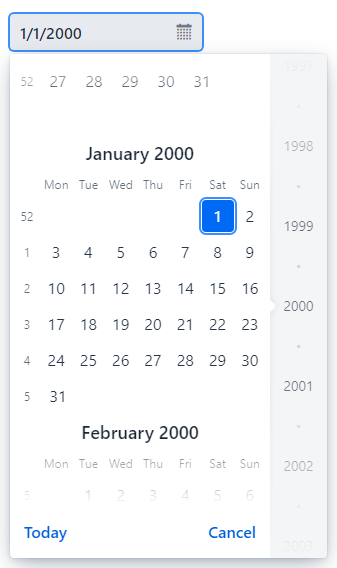 1/1/2000
52 27 28 29 30 31
January 2000
Mon Tue Wed Thu Fri Sat Sun
52 1 2
1 3 4 5 6 7 8 9
2 10 11 12 13 14 15 16
3 17 18 19 20 21 22 23
4 24 25 26 27 28 29 30
5 31
February 2000
Mon Tue Wed Thu Fri Sat Sun
5 1 2 3 4 5 6
Today Cancel
1997
1998
1999
2000
2001
2002
2003